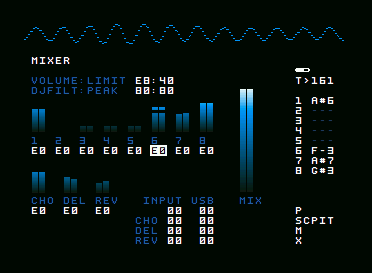 MIXER
VOLUME:LIMIT E8:40
DJFILT:PEAK 80:80
T>161
1 A#6
2 ---
3 ---
4 ---
5 ---
6 F-3
7 A#7
8 G#3
1 2 3 4 5 6 7 8
E0 E0 E0 E0 E0 E0 E0 E0
CHO DEL REV INPUT USB MIX
E0 E0 E0 00 00
CHO 00 00
DEL 00 00
REV 00 00
P
SCPIT
M
X